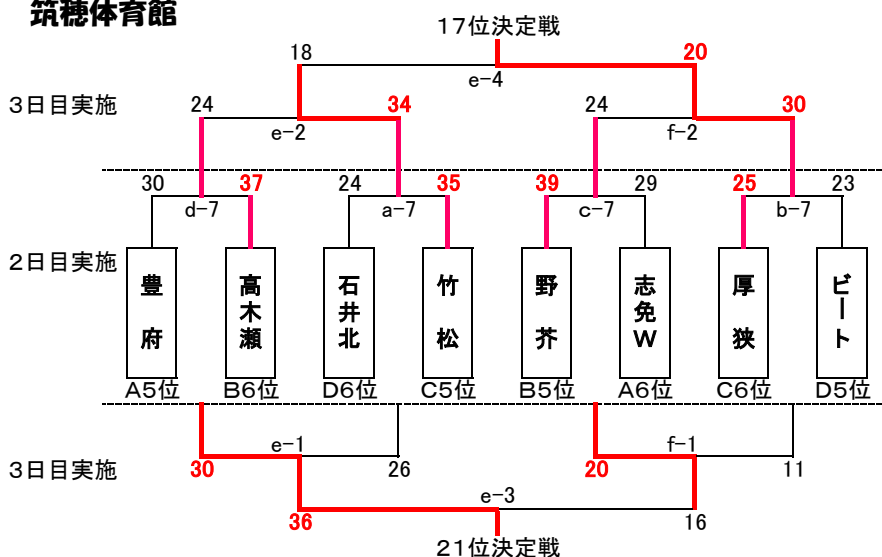 筑穂体育館
17位決定戦
18 20
e-4
3日目実施 24 34 24 30
e-2 f-2
30 37 24 35 39 29 25 23
d-7 a-7 c-7 b-7
2日目実施
豊府 高木瀬 石井北 竹松 野芥 志免W 厚狭 ビート
A5位 B6位 D6位 C5位 B5位 A6位 C6位 D5位
e-1 f-1
3日目実施 30 26 20 11
e-3
36 16
21位決定戦